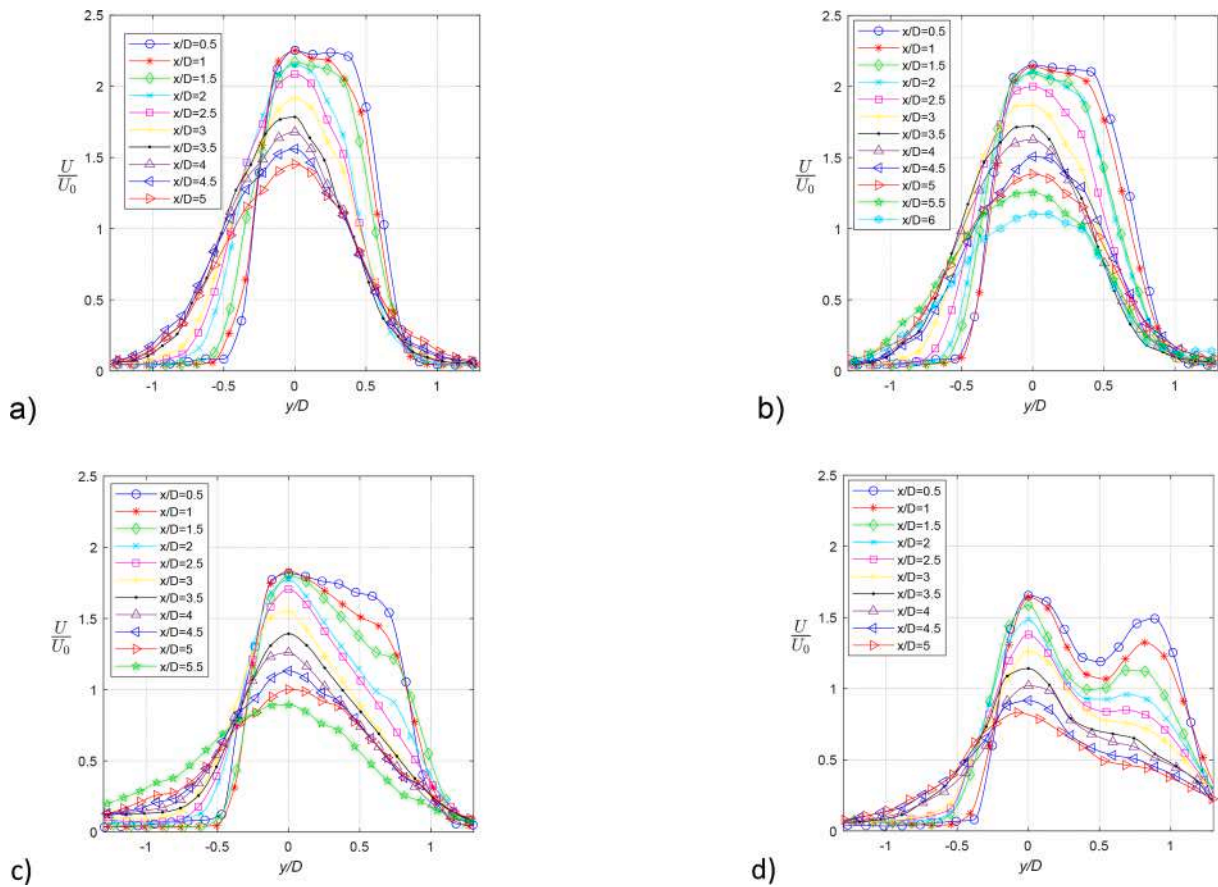 2.5
2
1.5
1
0.5
0
U
U0
x/D=0.5
x/D=1
x/D=1.5
x/D=2
x/D=2.5
x/D=3
x/D=3.5
x/D=4
x/D=4.5
x/D=5
-1 -0.5 0 0.5 1
y/D
a)
2.5
2
1.5
1
0.5
0
U
U0
x/D=0.5
x/D=1
x/D=1.5
x/D=2
x/D=2.5
x/D=3
x/D=3.5
x/D=4
x/D=4.5
x/D=5
x/D=5.5
x/D=6
-1 -0.5 0 0.5 1
y/D
b)
2.5
2
1.5
1
0.5
0
U
U0
x/D=0.5
x/D=1
x/D=1.5
x/D=2
x/D=2.5
x/D=3
x/D=3.5
x/D=4
x/D=4.5
x/D=5
x/D=5.5
-1 -0.5 0 0.5 1
y/D
c)
2.5
2
1.5
1
0.5
0
U
U0
x/D=0.5
x/D=1
x/D=1.5
x/D=2
x/D=2.5
x/D=3
x/D=3.5
x/D=4
x/D=4.5
x/D=5
-1 -0.5 0 0.5 1
y/D
d)